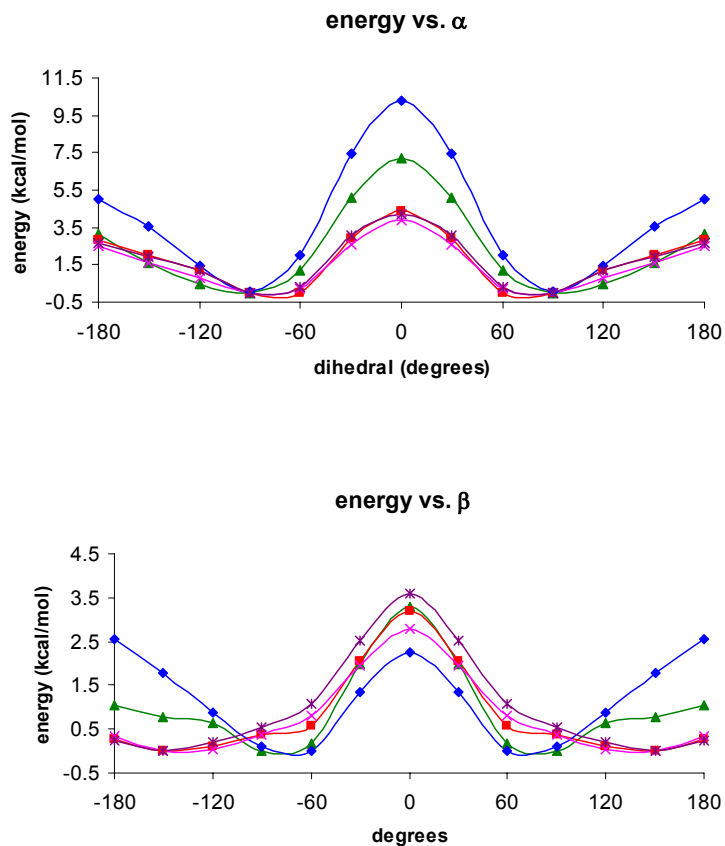 energy vs. α
11.5
9.5
7.5
5.5
3.5
1.5
-0.5
energy (kcal/mol)
-180 -120 -60 0 60 120 180
dihedral (degrees)
energy vs. β
4.5
3.5
2.5
1.5
0.5
-0.5
energy (kcal/mol)
-180 -120 -60 0 60 120 180
degrees